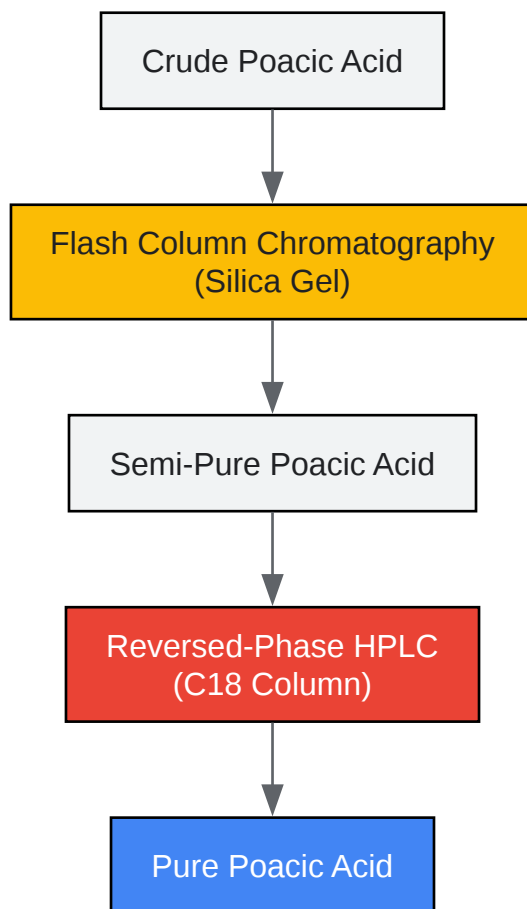 Crude Poacic Acid
Flash Column Chromatography
(Silica Gel)
Semi-Pure Poacic Acid
Reversed-Phase HPLC
(C18 Column)
Pure Poacic Acid